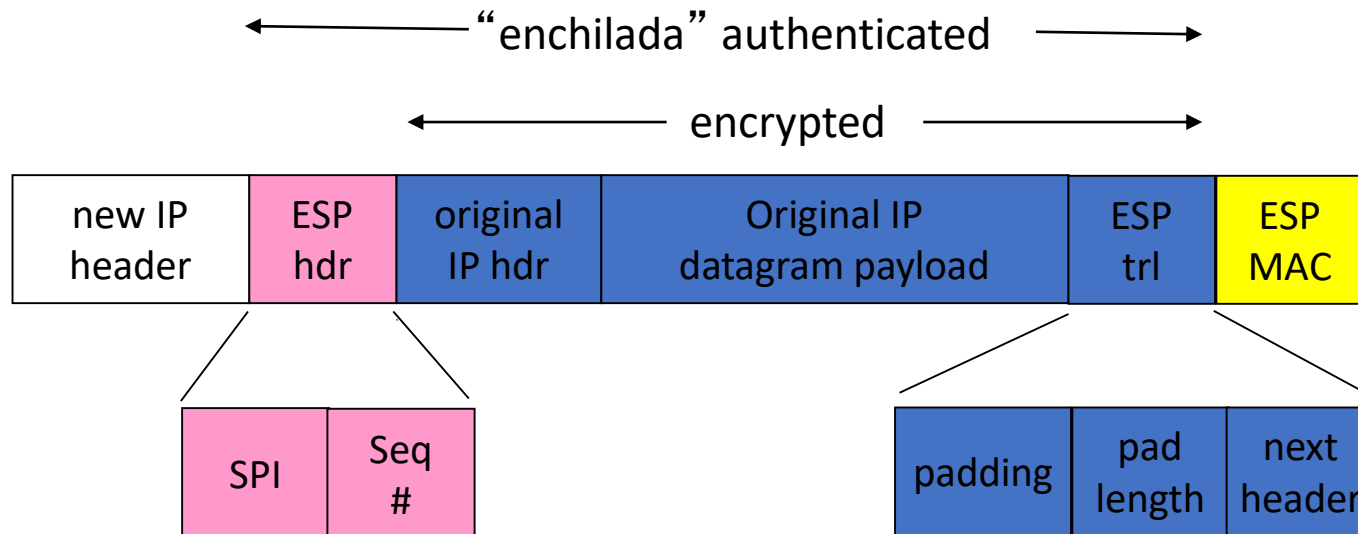 “enchilada” authenticated
encrypted
new IP
header
ESP
hdr
original
IP hdr
Original IP
datagram payload
ESP
trl
ESP
MAC
SPI
Seq
#
padding
pad
length
next
header